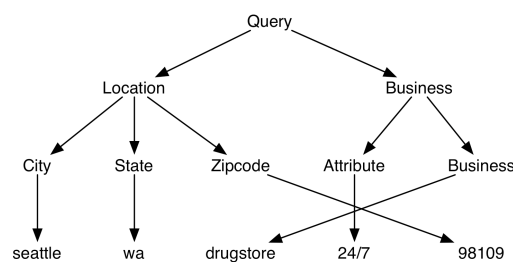 Query
Location Business
City State Zipcode Attribute Business
seattle wa drugstore 24/7 98109